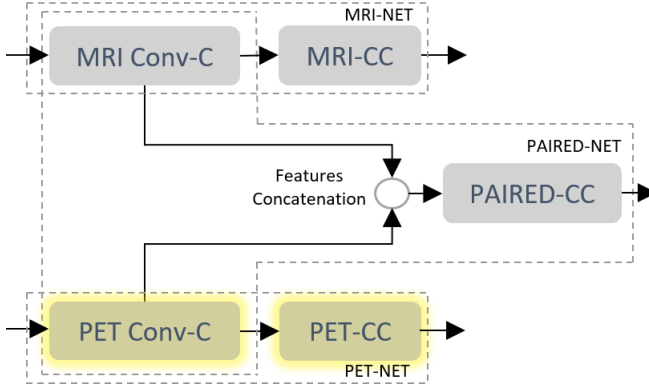 MRI-NET
MRI Conv-C
MRI-CC
PAIRED-NET
Features
Concatenation
PAIRED-CC
PET Conv-C
PET-CC
PET-NET